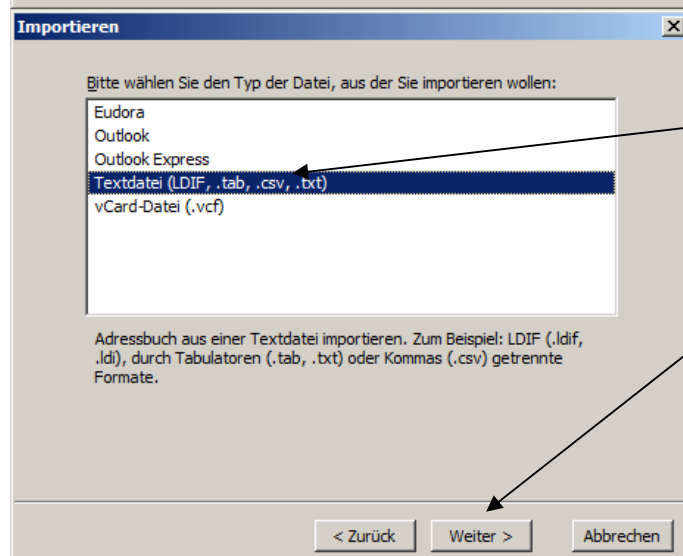 Importieren
Bitte wählen Sie den Typ der Datei, aus der Sie importieren wollen:
Eudora
Outlook
Outlook Express
Textdatei (LDIF, .tab, .csv, .txt)
vCard-Datei (.vcf)
Adressbuch aus einer Textdatei importieren. Zum Beispiel: LDIF (.ldif,
.ldi), durch Tabulatoren (.tab, .txt) oder Kommas (.csv) getrennte
Formate.
< Zurück
Weiter >
Abbrechen